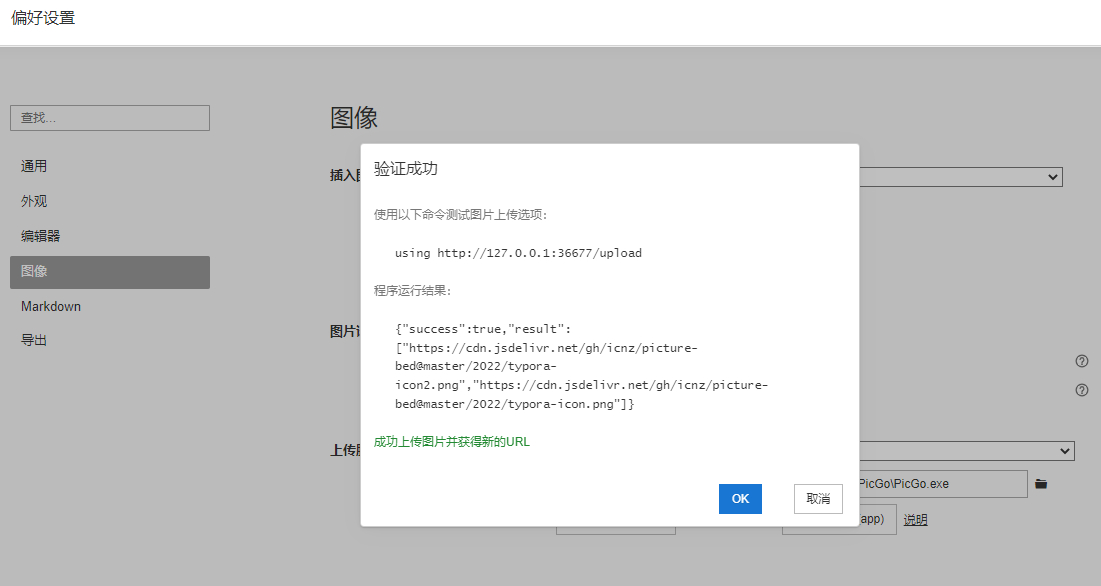 偏好设置
查找...
图像
通用
插入
外观
编辑器
图像
Markdown
导出
验证成功
使用以下命令测试图片上传选项:
using http://127.0.0.1:36677/upload
程序运行结果:
{"success":true,"result":
["https://cdn.jsdelivr.net/gh/icnz/picture-
bed@master/2022/typora-
icon2.png","https://cdn.jsdelivr.net/gh/icnz/picture-
bed@master/2022/typora-icon.png"]}
成功上传图片并获得新的URL
OK
取消
图片
上传
PicGo\PicGo.exe
app)
说明